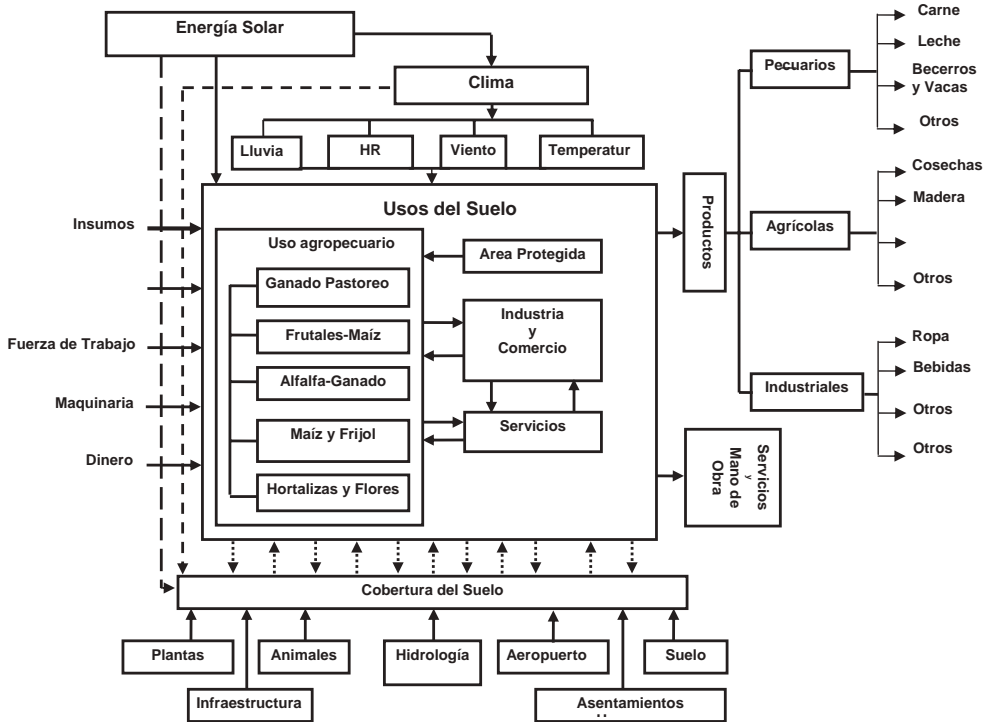 Energía Solar
Clima
Lluvia
HR
Viento
Temperatur
Usos del Suelo
Insumos
Fuerza de Trabajo
Maquinaria
Dinero
Uso agropecuario
Ganado Pastoreo
Frutales-Maíz
Alfalfa-Ganado
Maíz y Frijol
Hortalizas y Flores
Area Protegida
Industria
y
Comercio
Servicios
Productos
Servicios
y
Mano de
Obra
Pecuarios
Carne
Leche
Becerros
y Vacas
Otros
Agrícolas
Cosechas
Madera
Otros
Industriales
Ropa
Bebidas
Otros
Otros
Cobertura del Suelo
Plantas
Animales
Hidrología
Aeropuerto
Suelo
Infraestructura
Asentamientos